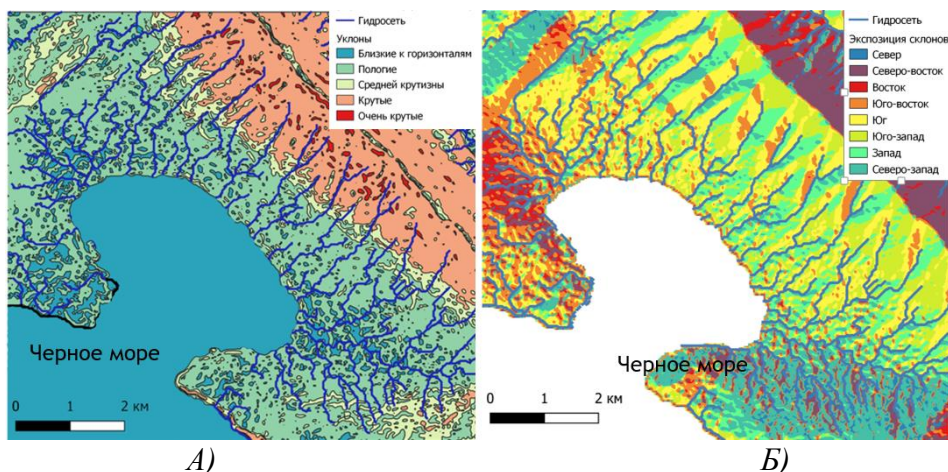 Гидросеть
Уклоны
Близкие к горизонталям
Пологие
Средней крутизны
Крутые
Очень крутые
Черное море
0 1 2 км
А)
Гидросеть
Экспозиция склонов
Север
Северо-восток
Восток
Юго-восток
Юг
Юго-запад
Запад
Северо-запад
Черное море
0 1 2 км
Б)